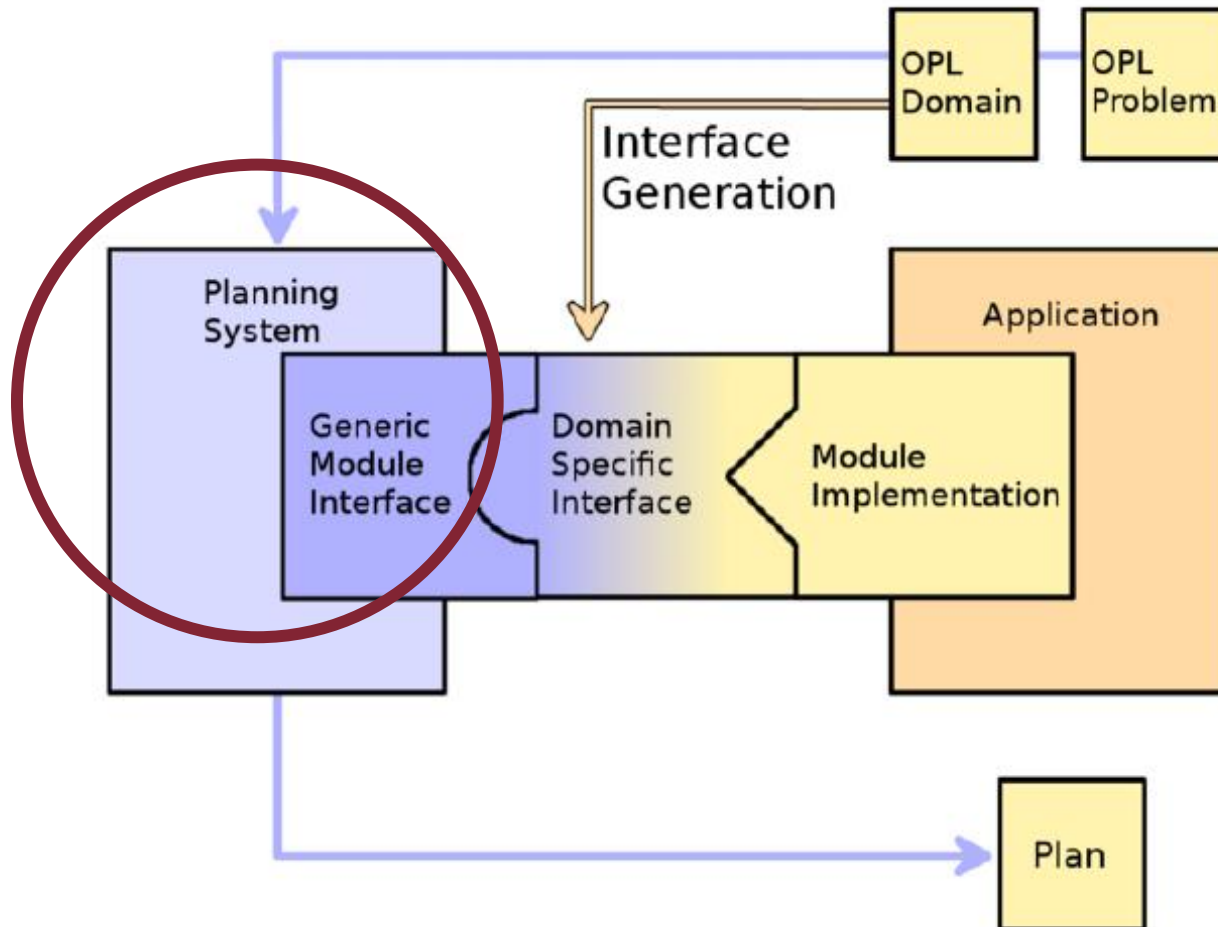 OPL
Domain
OPL
Problem
Interface
Generation
Planning
System
Application
Generic
Module
Interface
Domain
Specific
Interface
Module
Implementation
Plan